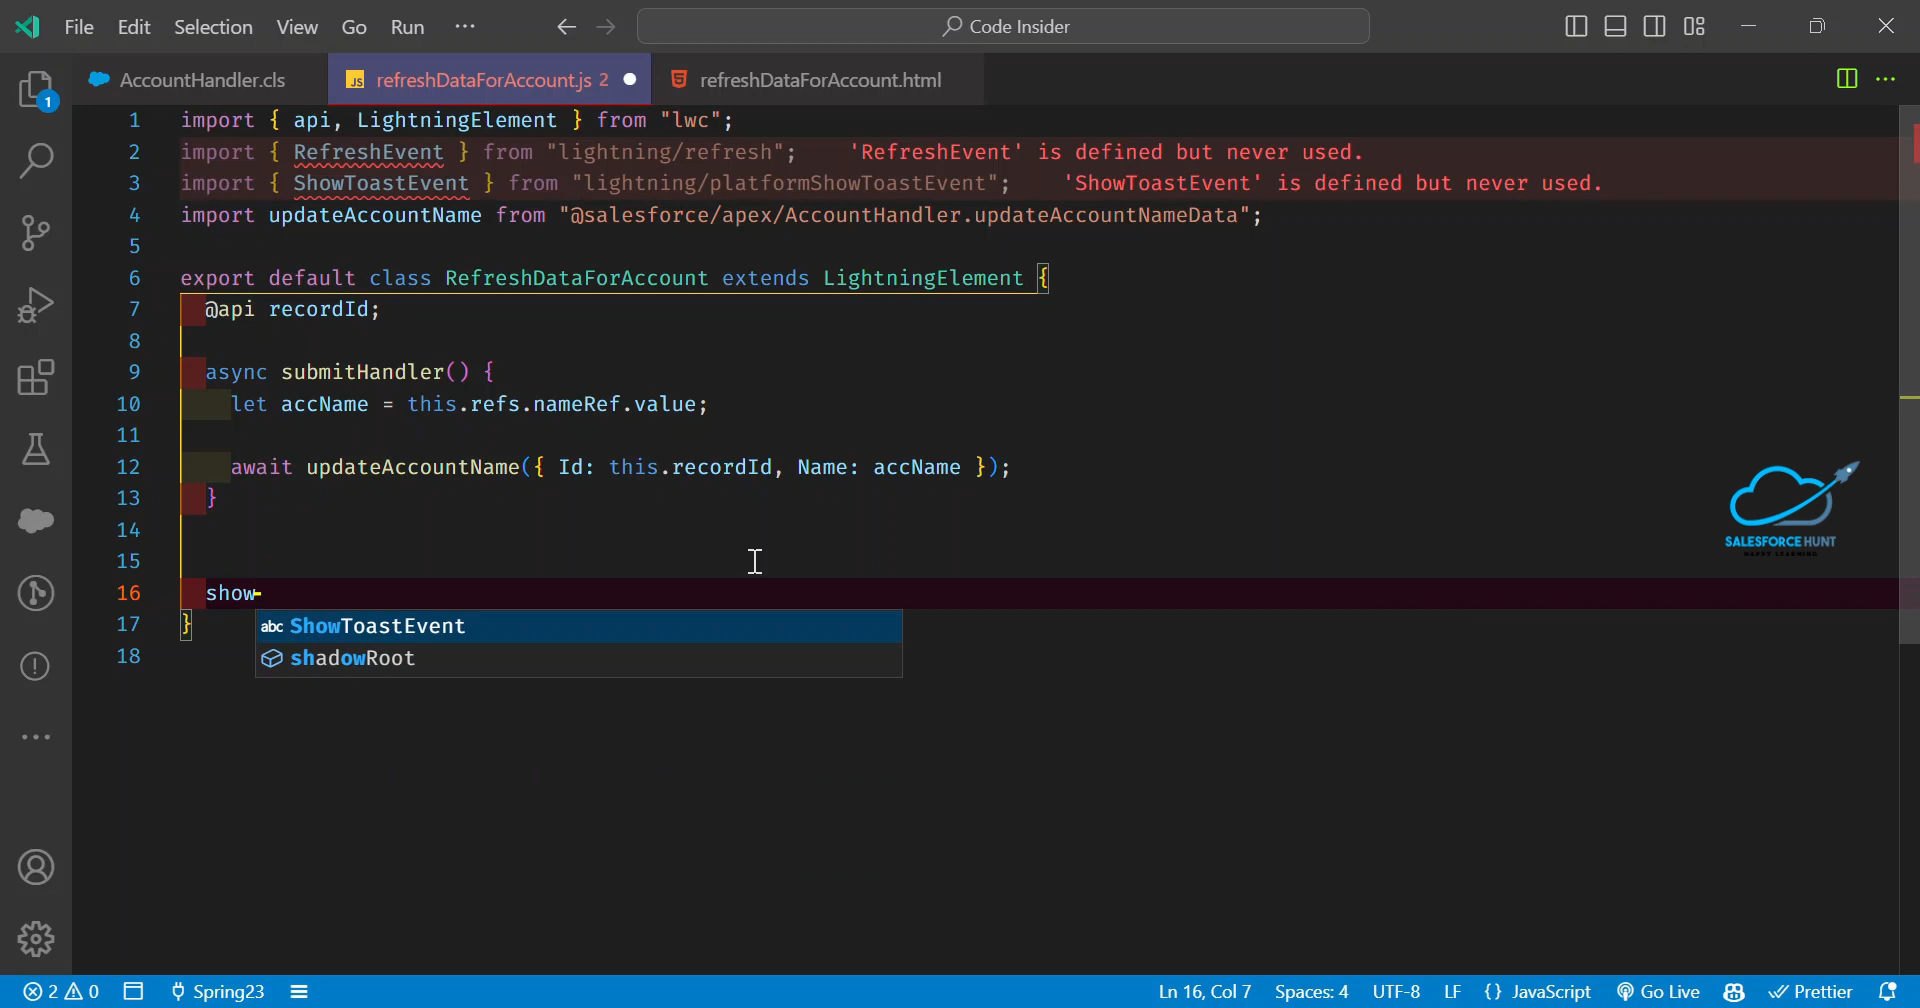 File Edit Selection View Go Run ··· Code Insider
1
AccountHandler.cls JS refreshDataForAccount.js 2 refreshDataForAccount.html
1 import { api, LightningElement } from "lwc";
2 import { RefreshEvent } from "lightning/refresh"; 'RefreshEvent' is defined but never used.
3 import { ShowToastEvent } from "lightning/platformShowToastEvent"; 'ShowToastEvent' is defined but never used.
4 import updateAccountName from "@salesforce/apex/AccountHandler.updateAccountNameData";
5
6 export default class RefreshDataForAccount extends LightningElement {
7 @api recordId;
8
9 async submitHandler() {
10 let accName = this.refs.nameRef.value;
11
12 await updateAccountName({ Id: this.recordId, Name: accName });
13 }
14
15
16 show
17 }
abc ShowToastEvent
18
shadowRoot
SALESFORCE HUNT
HAPPY LEARNING
2 0 Spring23 Ln 16, Col 7 Spaces: 4 UTF-8 LF {} JavaScript Go Live Prettier